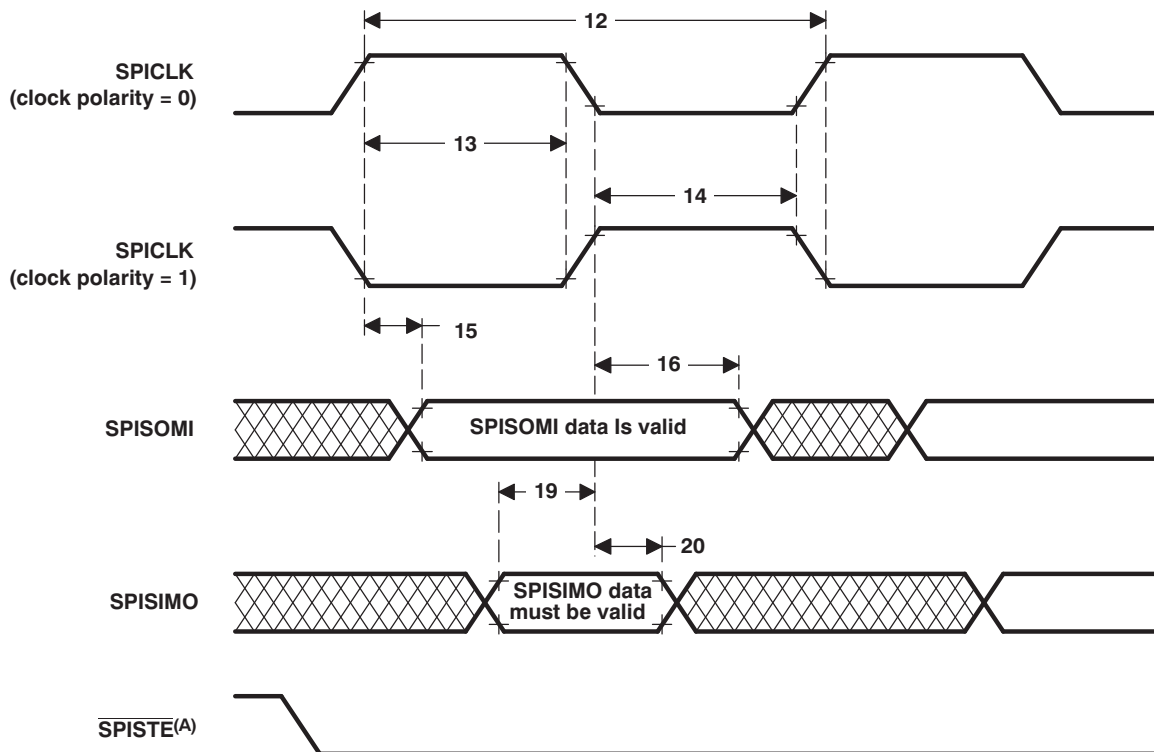 12
SPICLK
(clock polarity = 0)
13
14
SPICLK
(clock polarity = 1)
15
16
SPISOMI
SPISOMI data Is valid
19
20
SPISIMO
SPISIMO data
must be valid
SPISTE(A)